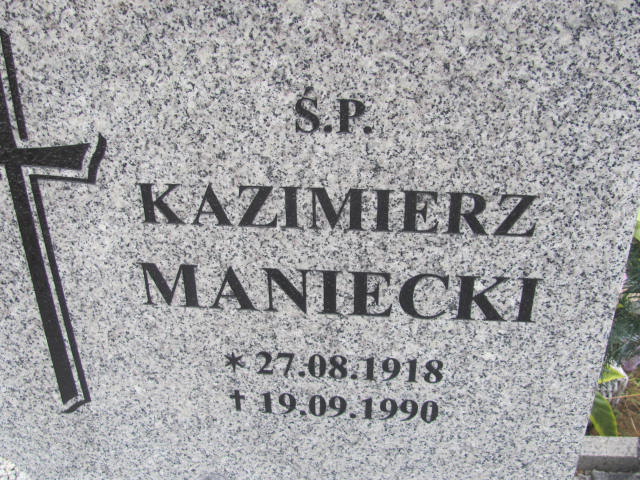 Ś.P.
KAZIMIERZ
MANIECKI
* 27.08.1918
† 19.09.1990